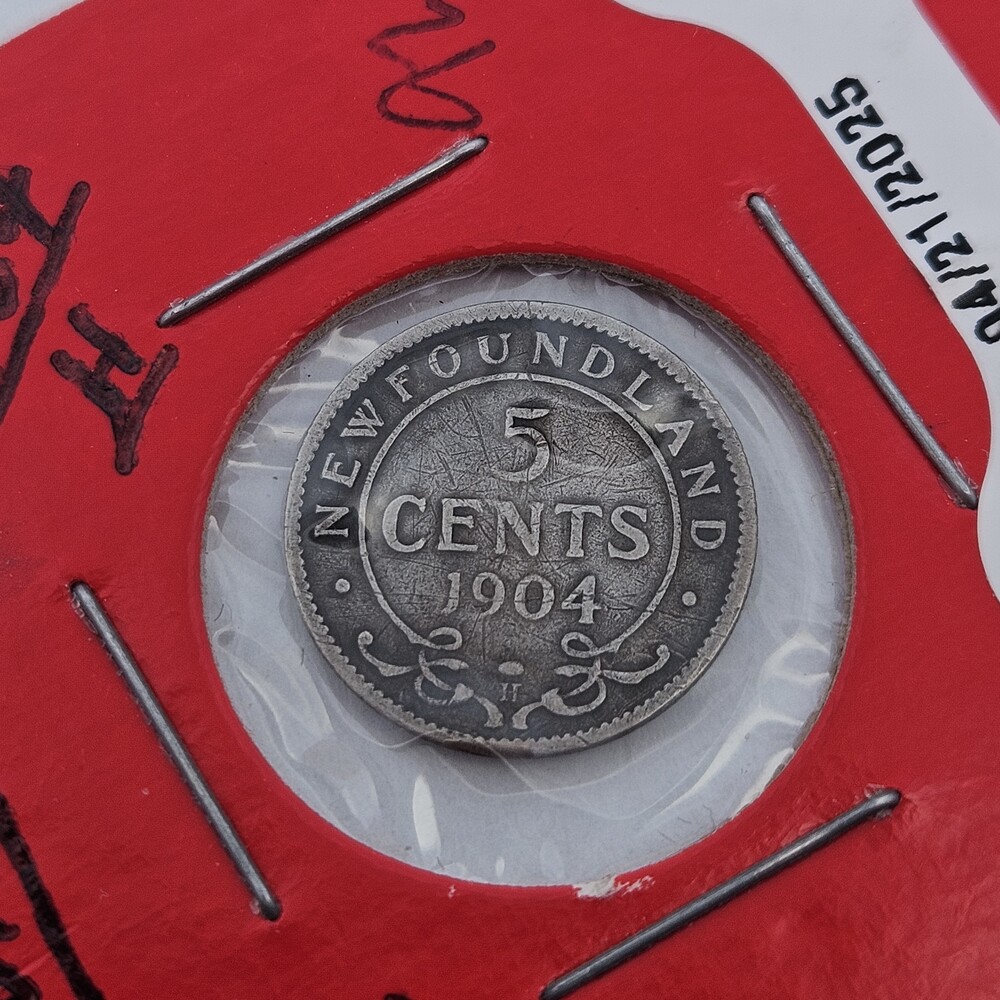 NEWFOUNDLAND
5
CENTS
1904
H
H
04/21/2025